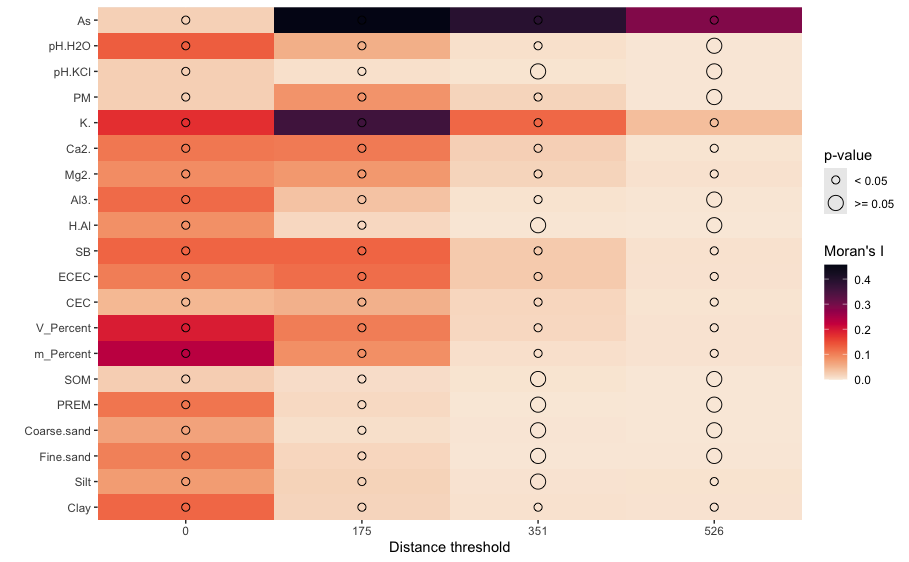 As
pH.H2O
pH.KCl
PM
K.
Ca2.
Mg2.
Al3.
H.Al
SB
ECEC
CEC
V_Percent
m_Percent
SOM
PREM
Coarse.sand
Fine.sand
Silt
Clay
0 175 351 526
Distance threshold
p-value
< 0.05
>= 0.05
Moran's I
0.4
0.3
0.2
0.1
0.0